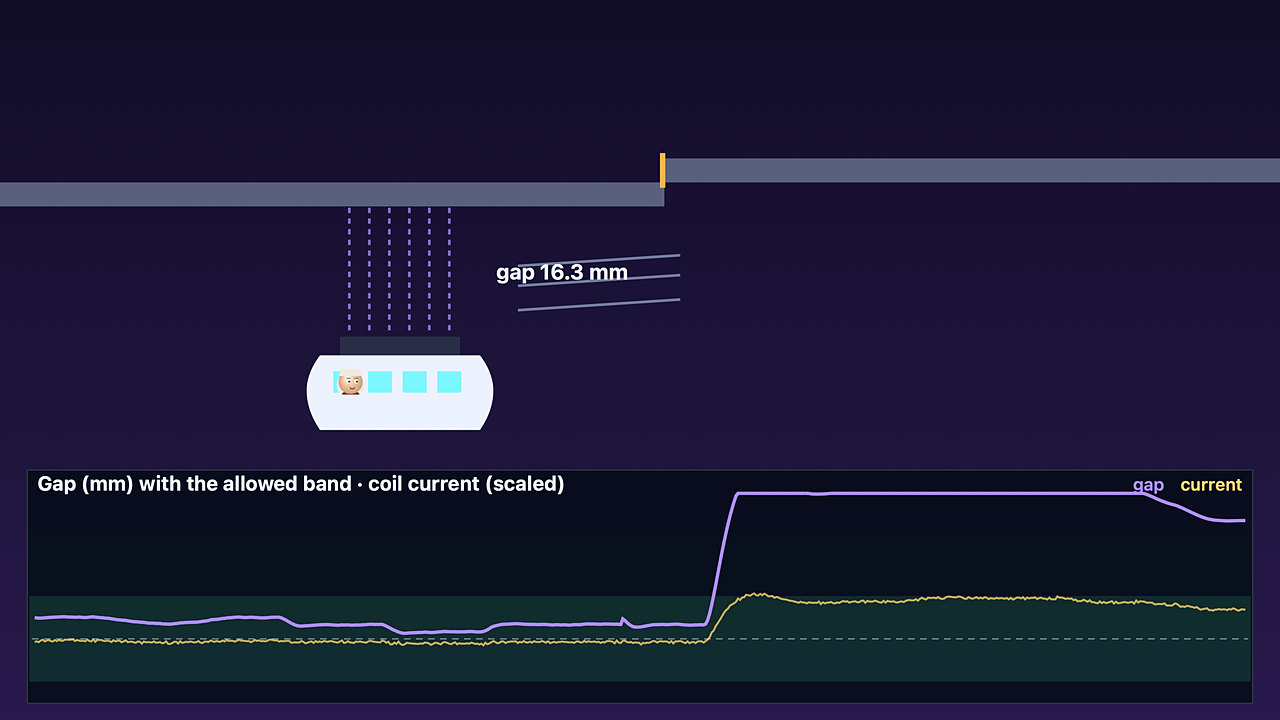 gap 16.3 mm
Gap (mm) with the allowed band · coil current (scaled)
gap current